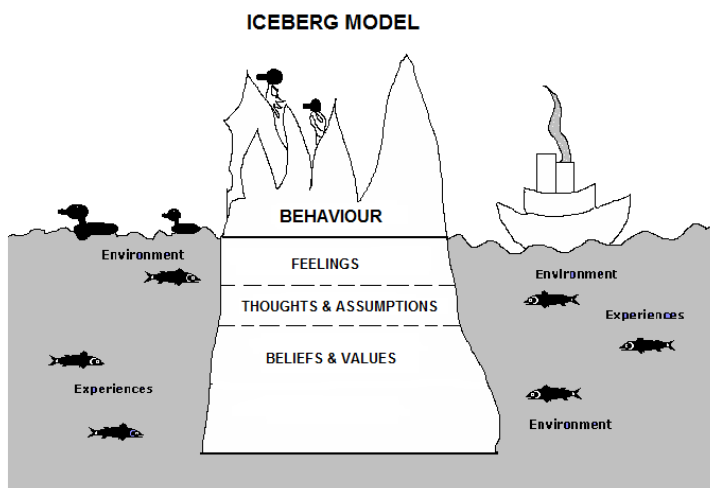 ICEBERG MODEL
BEHAVIOUR
Environment
FEELINGS
Environment
THOUGHTS & ASSUMPTIONS
Experiences
BELIEFS & VALUES
Experiences
Environment